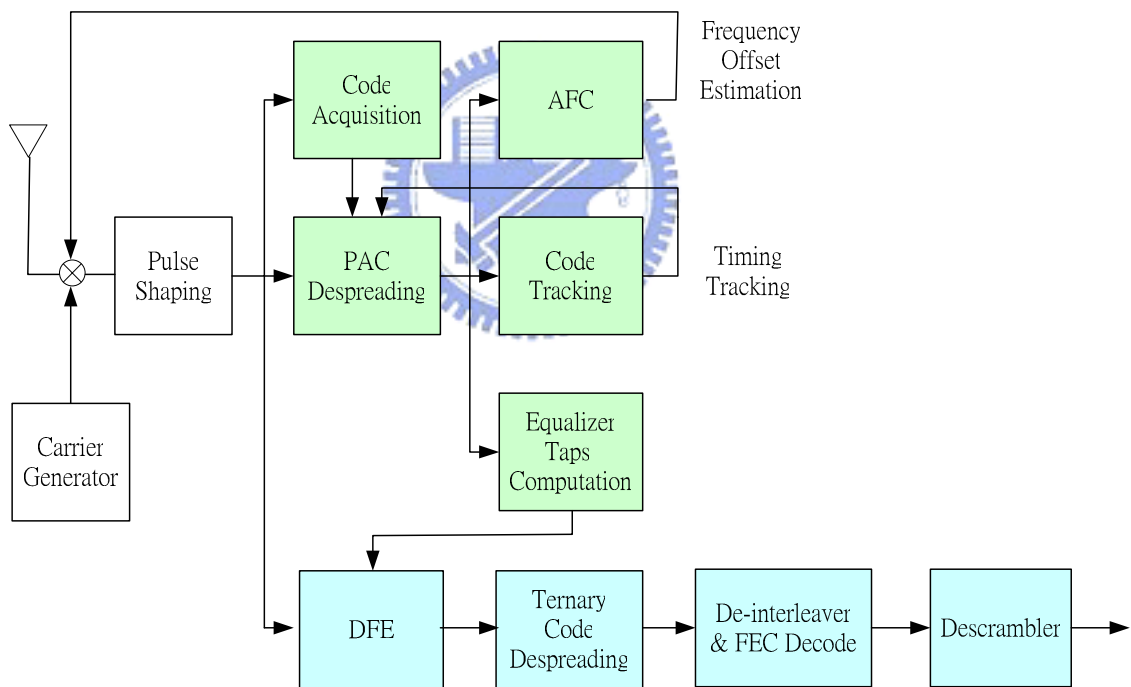 Frequency
Offset
Estimation
Code
Acquisition
AFC
Pulse
Shaping
PAC
Despreading
Code
Tracking
Timing
Tracking
Carrier
Generator
Equalizer
Taps
Computation
DFE
Ternary
Code
Despreading
De-interleaver
& FEC Decode
Descrambler